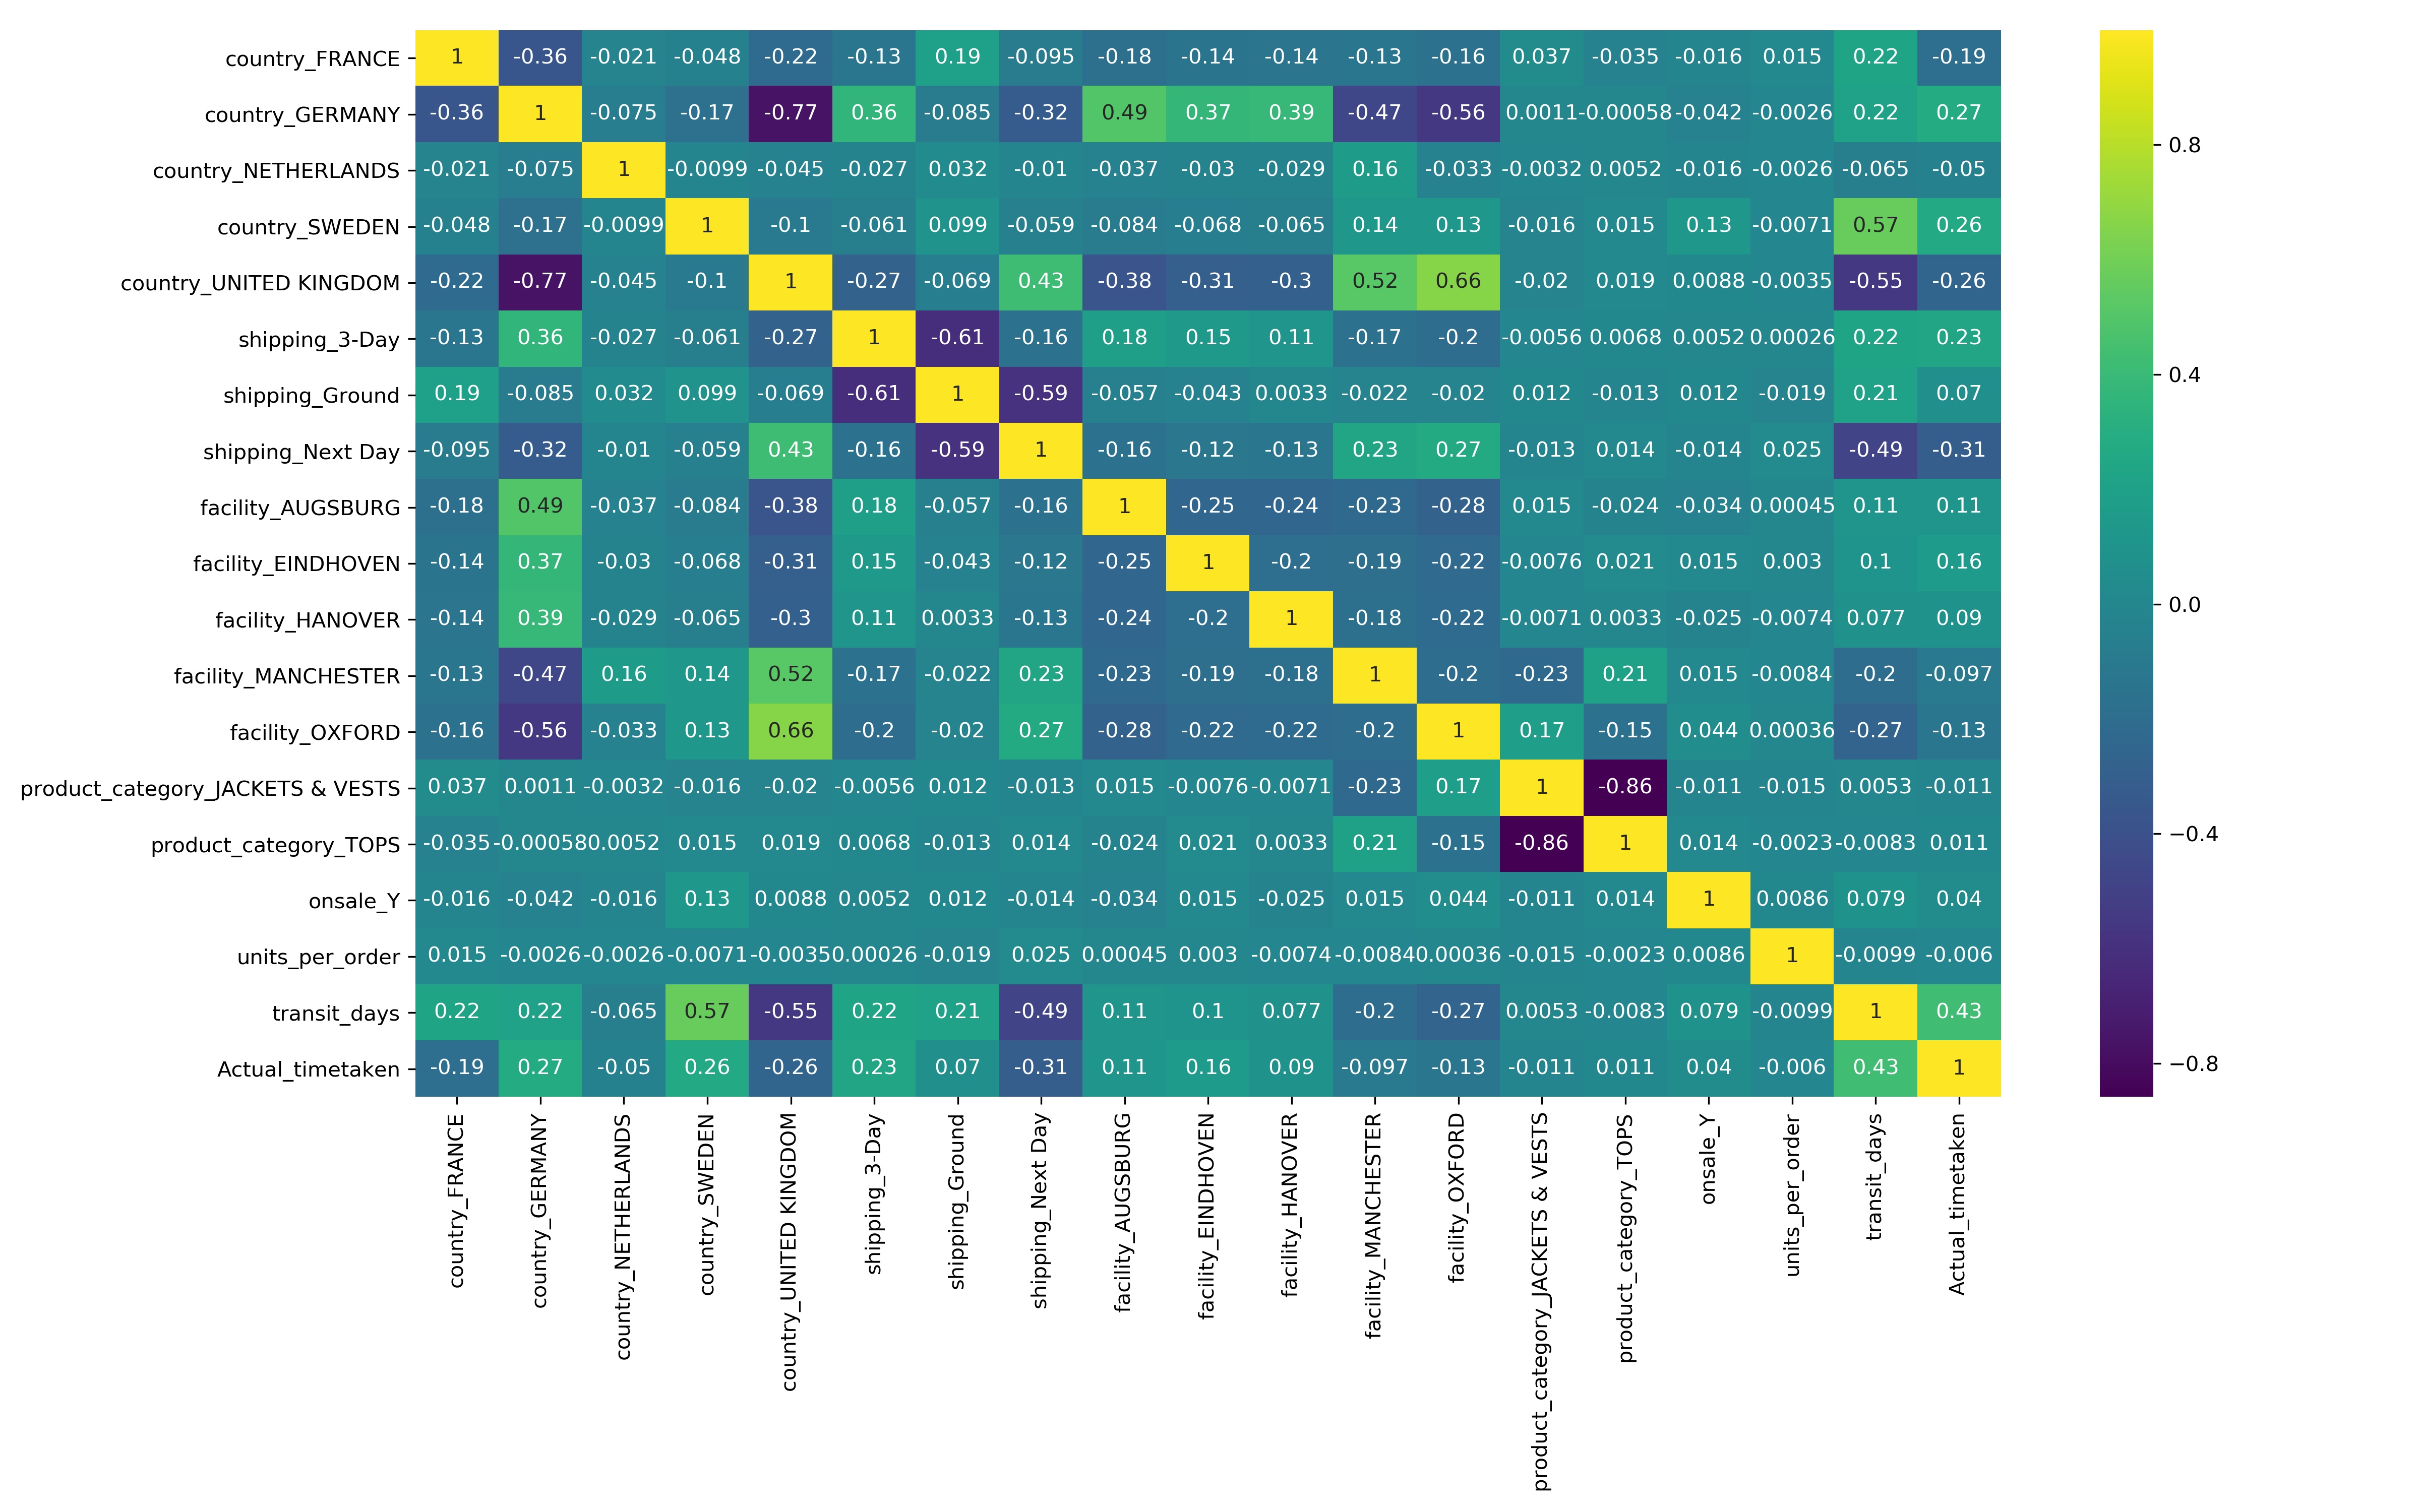 country_FRANCE 1 -0.36 -0.021 -0.048 -0.22 -0.13 0.19 -0.095 -0.18 -0.14 -0.14 -0.13 -0.16 0.037 -0.035 -0.016 0.015 0.22 -0.19
country_GERMANY -0.36 1 -0.075 -0.17 -0.77 0.36 -0.085 -0.32 0.49 0.37 0.39 -0.47 -0.56 0.0011 -0.00058 -0.042 -0.0026 0.22 0.27
0.8
country_NETHERLANDS -0.021 -0.075 1 -0.0099 -0.045 -0.027 0.032 -0.01 -0.037 -0.03 -0.029 0.16 -0.033 -0.0032 0.0052 -0.016 -0.0026 -0.065 -0.05
country_SWEDEN -0.048 -0.17 -0.0099 1 -0.1 -0.061 0.099 -0.059 -0.084 -0.068 -0.065 0.14 0.13 -0.016 0.015 0.13 -0.0071 0.57 0.26
country_UNITED KINGDOM -0.22 -0.77 -0.045 -0.1 1 -0.27 -0.069 0.43 -0.38 -0.31 -0.3 0.52 0.66 -0.02 0.019 0.0088 -0.0035 -0.55 -0.26
shipping_3-Day -0.13 0.36 -0.027 -0.061 -0.27 1 -0.61 -0.16 0.18 0.15 0.11 -0.17 -0.2 -0.0056 0.0068 0.0052 0.00026 0.22 0.23
0.4
shipping_Ground 0.19 -0.085 0.032 0.099 -0.069 -0.61 1 -0.59 -0.057 -0.043 0.0033 -0.022 -0.02 0.012 -0.013 0.012 -0.019 0.21 0.07
shipping_Next Day -0.095 -0.32 -0.01 -0.059 0.43 -0.16 -0.59 1 -0.16 -0.12 -0.13 0.23 0.27 -0.013 0.014 -0.014 0.025 -0.49 -0.31
facility_AUGSBURG -0.18 0.49 -0.037 -0.084 -0.38 0.18 -0.057 -0.16 1 -0.25 -0.24 -0.23 -0.28 0.015 -0.024 -0.034 0.00045 0.11 0.11
facility_EINDHOVEN -0.14 0.37 -0.03 -0.068 -0.31 0.15 -0.043 -0.12 -0.25 1 -0.2 -0.19 -0.22 -0.0076 0.021 0.015 0.003 0.1 0.16
0.0
facility_HANOVER -0.14 0.39 -0.029 -0.065 -0.3 0.11 0.0033 -0.13 -0.24 -0.2 1 -0.18 -0.22 -0.0071 0.0033 -0.025 -0.0074 0.077 0.09
facility_MANCHESTER -0.13 -0.47 0.16 0.14 0.52 -0.17 -0.022 0.23 -0.23 -0.19 -0.18 1 -0.2 -0.23 0.21 0.015 -0.0084 -0.2 -0.097
facility_OXFORD -0.16 -0.56 -0.033 0.13 0.66 -0.2 -0.02 0.27 -0.28 -0.22 -0.22 -0.2 1 0.17 -0.15 0.044 0.00036 -0.27 -0.13
product_category_JACKETS & VESTS 0.037 0.0011 -0.0032 -0.016 -0.02 -0.0056 0.012 -0.013 0.015 -0.0076 -0.0071 -0.23 0.17 1 -0.86 -0.011 -0.015 0.0053 -0.011
−0.4
product_category_TOPS -0.035 -0.00058 0.0052 0.015 0.019 0.0068 -0.013 0.014 -0.024 0.021 0.0033 0.21 -0.15 -0.86 1 0.014 -0.0023 -0.0083 0.011
onsale_Y -0.016 -0.042 -0.016 0.13 0.0088 0.0052 0.012 -0.014 -0.034 0.015 -0.025 0.015 0.044 -0.011 0.014 1 0.0086 0.079 0.04
units_per_order 0.015 -0.0026 -0.0026 -0.0071 -0.0035 0.00026 -0.019 0.025 0.00045 0.003 -0.0074 -0.0084 0.00036 -0.015 -0.0023 0.0086 1 -0.0099 -0.006
transit_days 0.22 0.22 -0.065 0.57 -0.55 0.22 0.21 -0.49 0.11 0.1 0.077 -0.2 -0.27 0.0053 -0.0083 0.079 -0.0099 1 0.43
Actual_timetaken -0.19 0.27 -0.05 0.26 -0.26 0.23 0.07 -0.31 0.11 0.16 0.09 -0.097 -0.13 -0.011 0.011 0.04 -0.006 0.43 1
−0.8
country_FRANCE
country_GERMANY
country_NETHERLANDS
country_SWEDEN
country_UNITED KINGDOM
shipping_3-Day
shipping_Ground
shipping_Next Day
facility_AUGSBURG
facility_EINDHOVEN
facility_HANOVER
facility_MANCHESTER
facility_OXFORD
product_category_JACKETS & VESTS
product_category_TOPS
onsale_Y
units_per_order
transit_days
Actual_timetaken